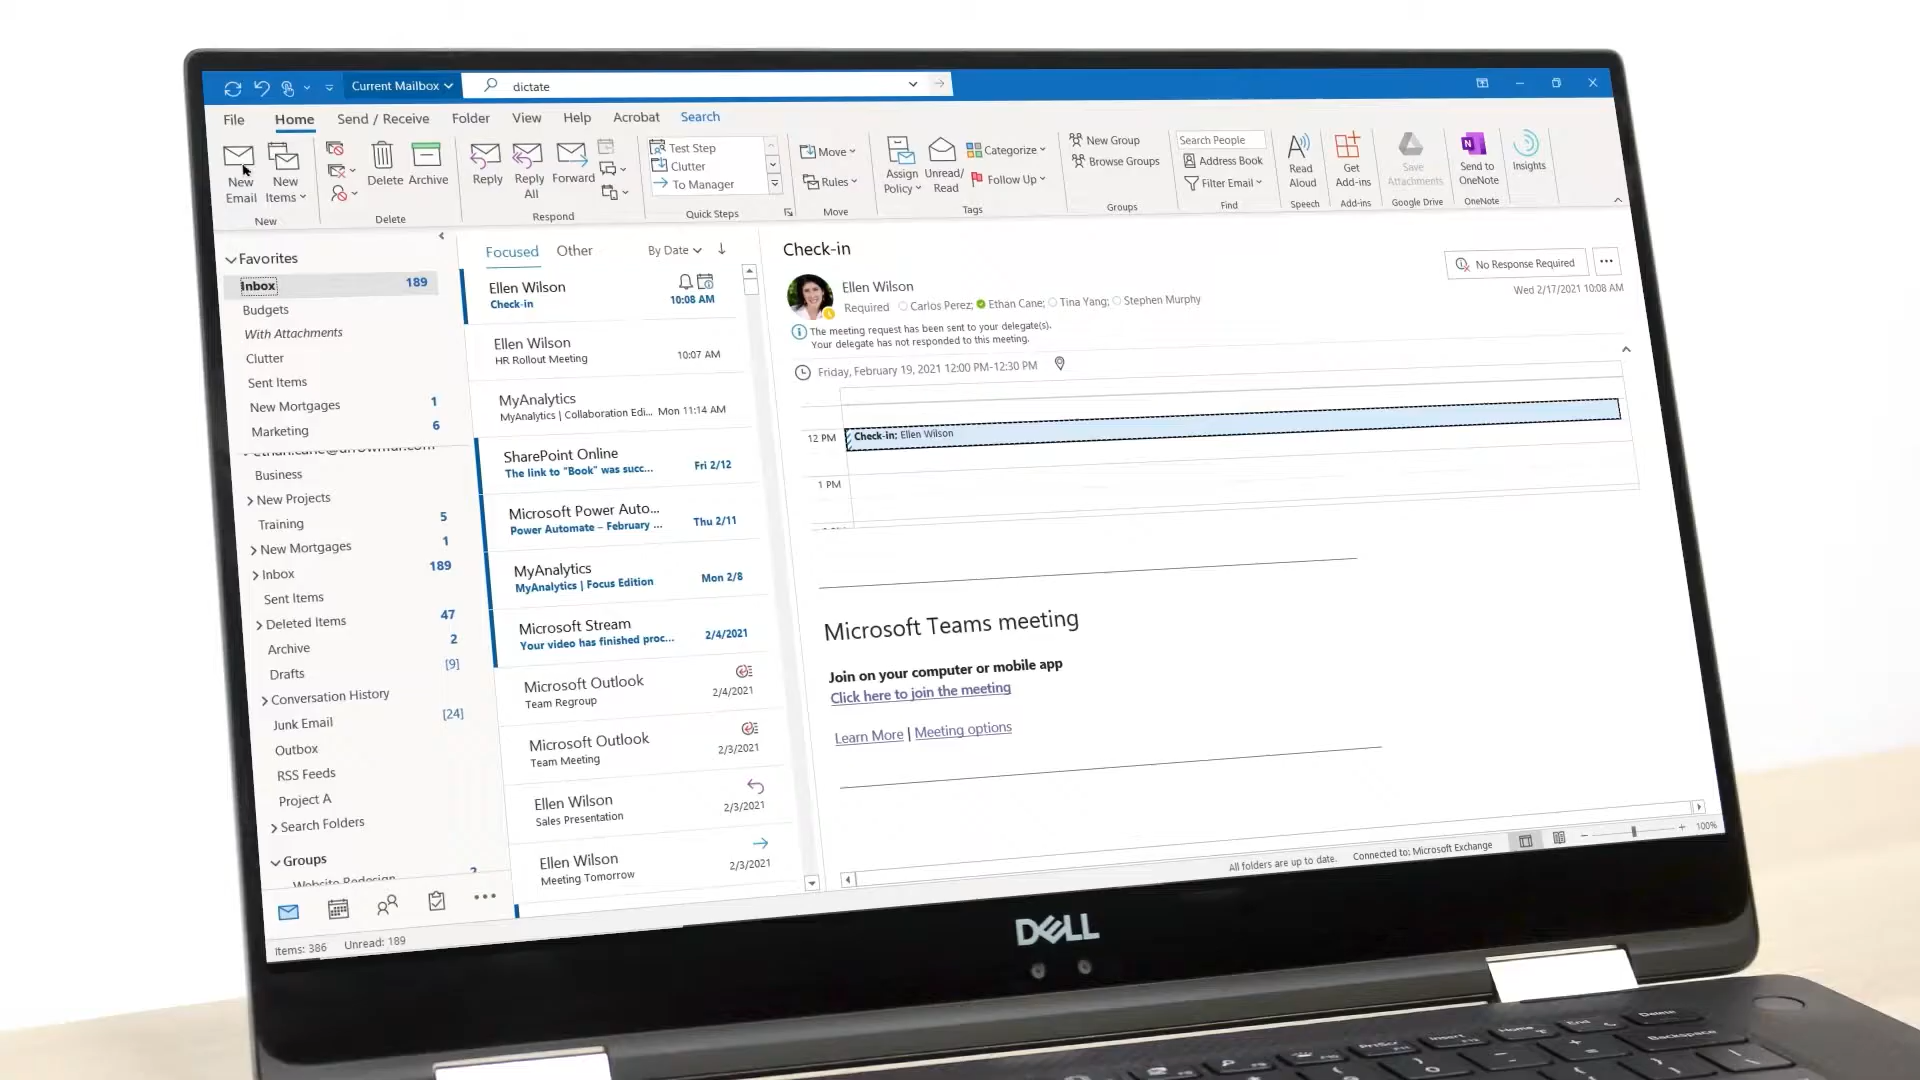 Current Mailbox
dictate
File Home Send / Receive Folder View Help Acrobat Search
New Email
New Items
New
Delete
Archive
Delete
Reply
Reply All
Forward
Respond
Test Step
Clutter
To Manager
Quick Steps
Move
Rules
Move
Assign Policy
Unread/ Read
Categorize
Follow Up
Tags
New Group
Browse Groups
Groups
Search People
Address Book
Filter Email
Find
Read Aloud
Speech
Get Add-ins
Add-ins
Save Attachments
Google Drive
Send to OneNote
OneNote
Insights
Favorites
Inbox 189
Budgets
With Attachments
Clutter
Sent Items
New Mortgages 1
Marketing 6
Business
New Projects
Training 5
New Mortgages 1
Inbox 189
Sent Items
Deleted Items 47
Archive 2
Drafts [9]
Conversation History
Junk Email [24]
Outbox
RSS Feeds
Project A
Search Folders
Groups
Website Redesign 2
Items: 386 Unread: 189
Focused Other By Date
Ellen Wilson
Check-in 10:08 AM
Ellen Wilson
HR Rollout Meeting 10:07 AM
MyAnalytics
MyAnalytics | Collaboration Edi... Mon 11:14 AM
SharePoint Online
The link to "Book" was succ... Fri 2/12
Microsoft Power Auto...
Power Automate – February ... Thu 2/11
MyAnalytics
MyAnalytics | Focus Edition Mon 2/8
Microsoft Stream
Your video has finished proc... 2/4/2021
Microsoft Outlook
Team Regroup 2/4/2021
Microsoft Outlook
Team Meeting 2/3/2021
Ellen Wilson
Sales Presentation 2/3/2021
Ellen Wilson
Meeting Tomorrow 2/3/2021
Check-in
Ellen Wilson
Required Carlos Perez; Ethan Cane; Tina Yang; Stephen Murphy
No Response Required
Wed 2/17/2021 10:08 AM
The meeting request has been sent to your delegate(s).
Your delegate has not responded to this meeting.
Friday, February 19, 2021 12:00 PM-12:30 PM
12 PM Check-in; Ellen Wilson
1 PM
Microsoft Teams meeting
Join on your computer or mobile app
Click here to join the meeting
Learn More | Meeting options
All folders are up to date. Connected to: Microsoft Exchange 100%
DELL
PrtScr Insert Home End Delete
Backspace